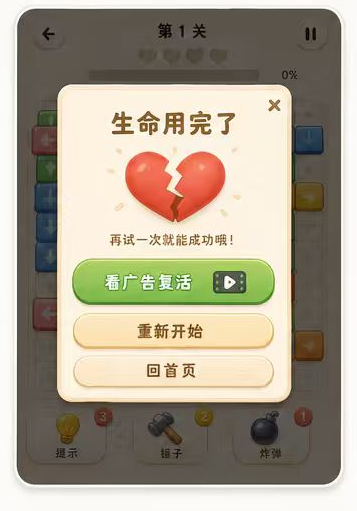 第1关
0%
生命用完了
再试一次就能成功哦！
看广告复活
重新开始
回首页
3
2
1
提示
锤子
炸弹